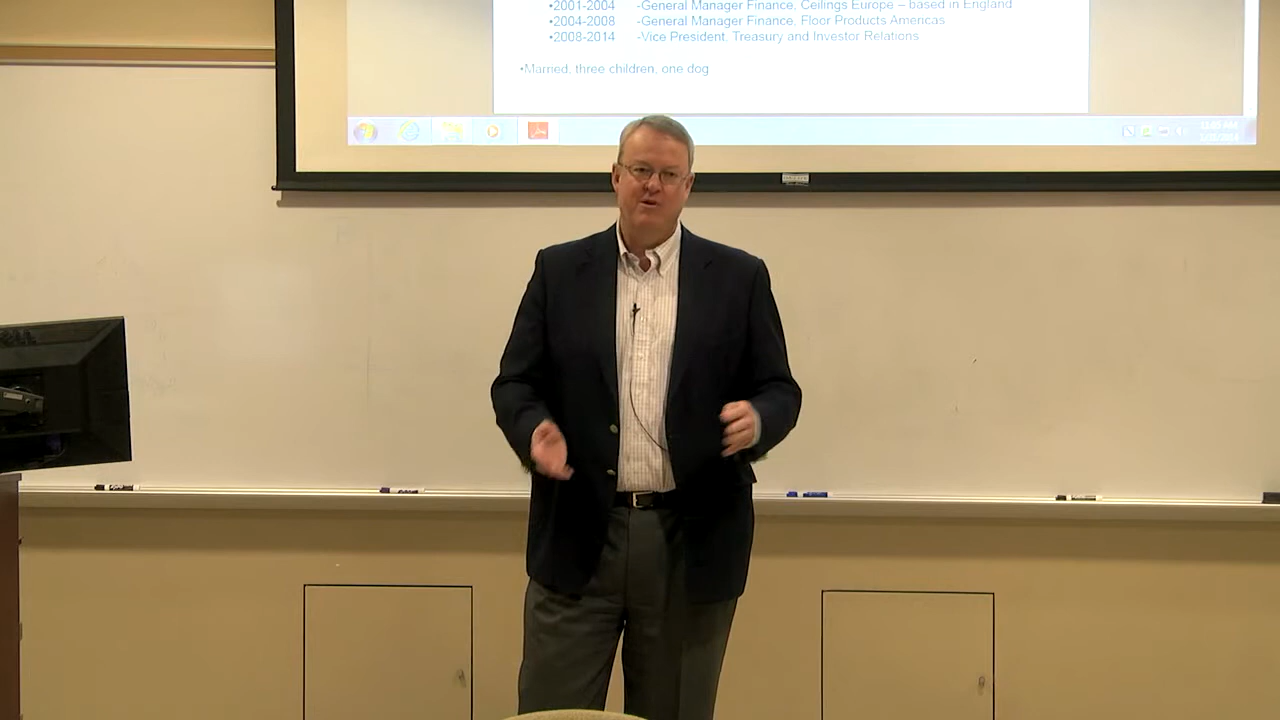 •2001-2004 -General Manager Finance, Ceilings Europe – based in England
•2004-2008 -General Manager Finance, Floor Products Americas
•2008-2014 -Vice President, Treasury and Investor Relations
•Married, three children, one dog